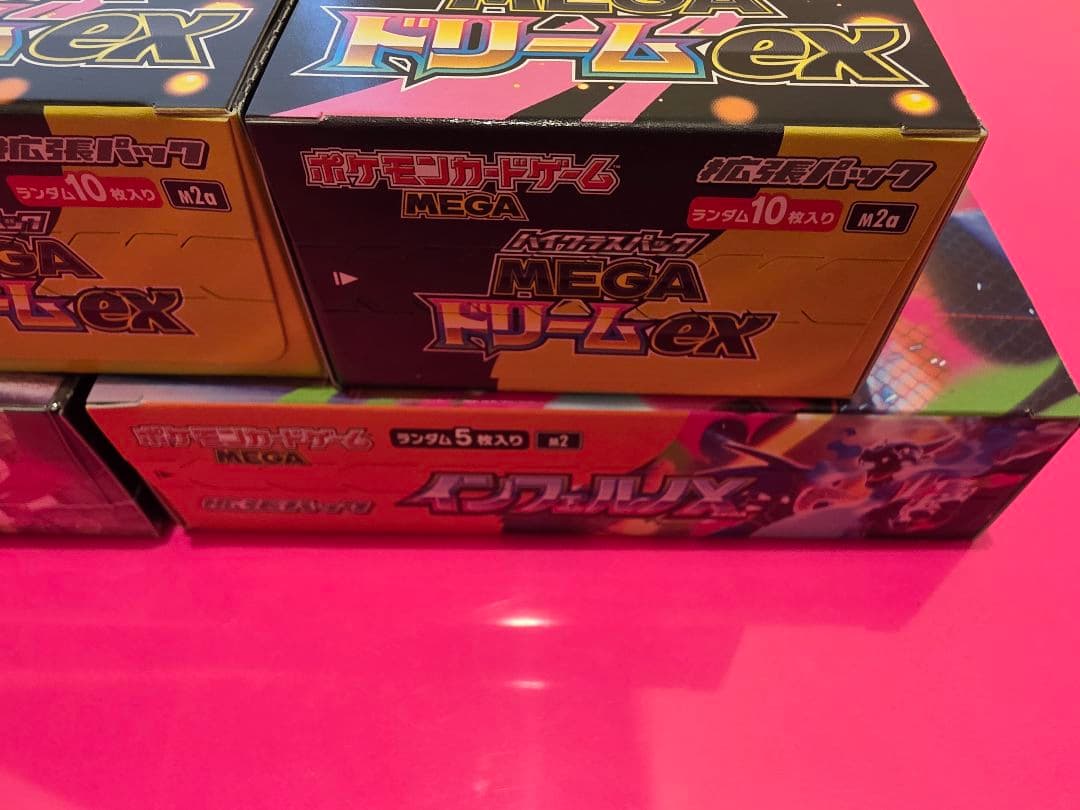 ex
拡張パック
ランダム10枚入り M2a
パック
GA
ームex
MEGA
ドリームex
ポケモンカードゲーム
MEGA
拡張パック
ランダム10枚入り M2a
ハイクラスパック
MEGA
ドリームex
ポケモンカードゲーム
MEGA
ランダム5枚入り M2
拡張パック
インフェルノX